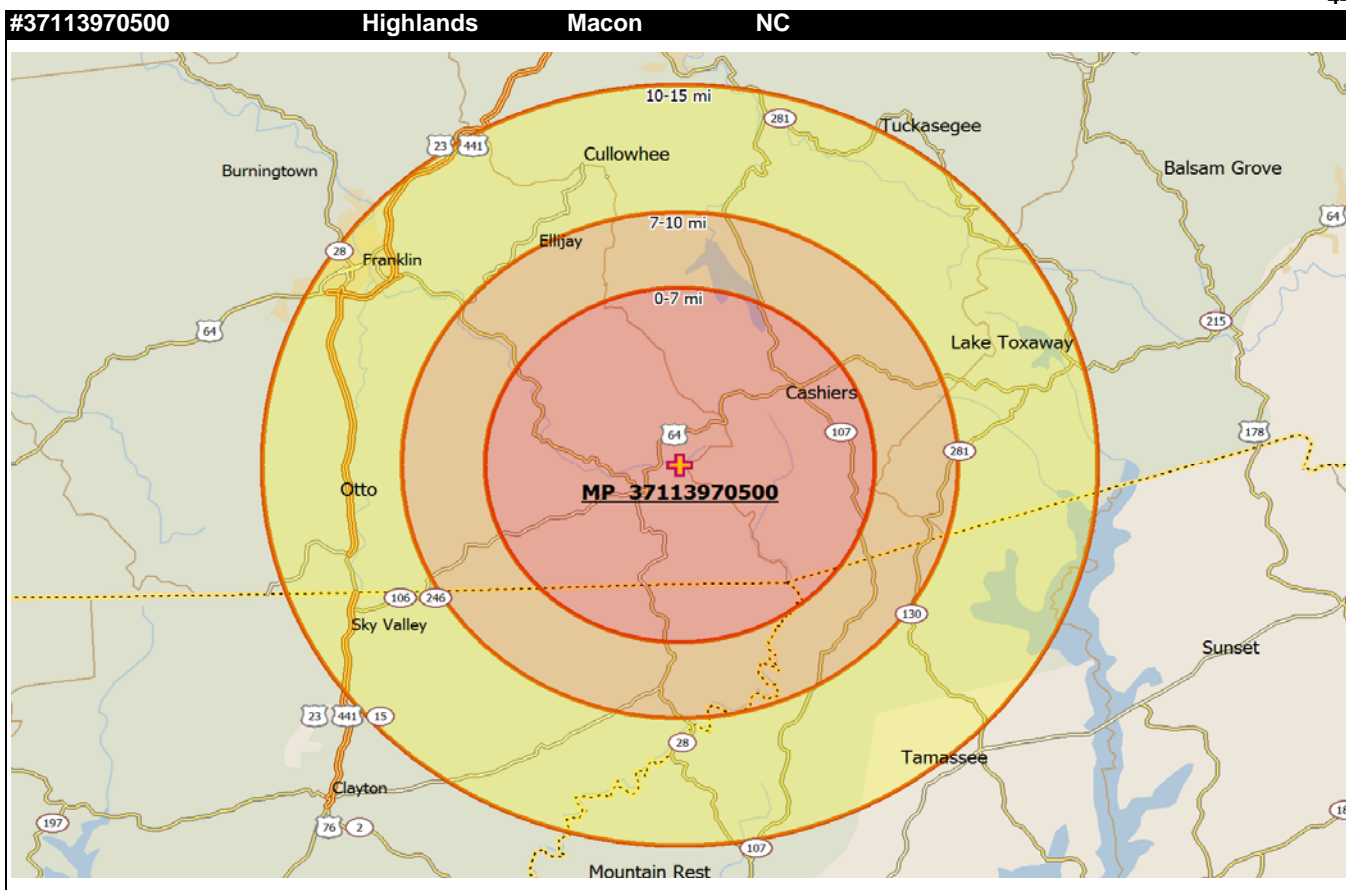 #37113970500 Highlands Macon NC
10-15 mi
281
Tuckasegee
23 441
Cullowhee
Burningtown
Balsam Grove
64
7-10 mi
Ellijay
28
Franklin
0-7 mi
64
215
Lake Toxaway
Cashiers
64
107
178
281
MP 37113970500
Otto
106 246
130
Sky Valley
Sunset
23 441 15
28
Tamassee
Clayton
197
76 2
107
Mountain Rest